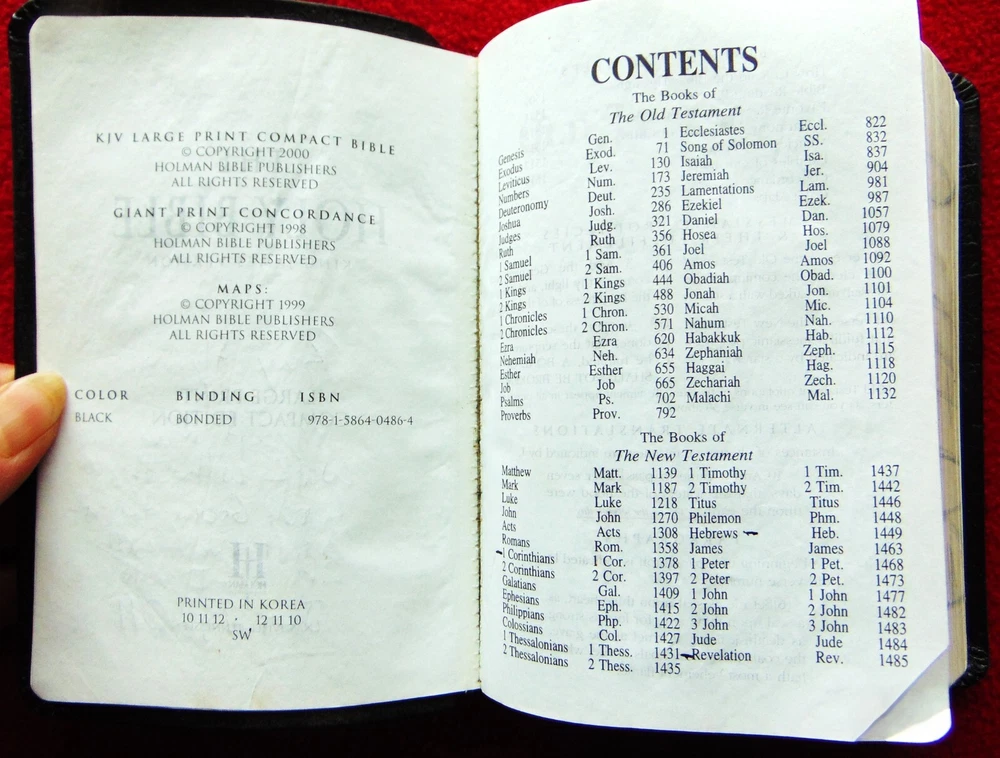 KJV LARGE PRINT COMPACT BIBLE
© COPYRIGHT 2000
HOLMAN BIBLE PUBLISHERS
ALL RIGHTS RESERVED
GIANT PRINT CONCORDANCE
© COPYRIGHT 1998
HOLMAN BIBLE PUBLISHERS
ALL RIGHTS RESERVED
MAPS:
© COPYRIGHT 1999
HOLMAN BIBLE PUBLISHERS
ALL RIGHTS RESERVED
COLOR BINDING ISBN
BLACK BONDED 978-1-5864-0486-4
PRINTED IN KOREA
10 11 12 · 12 11 10
SW
CONTENTS
The Books of
The Old Testament
Genesis Gen. 1 Ecclesiastes Eccl. 822
Exodus Exod. 71 Song of Solomon SS. 832
Leviticus Lev. 130 Isaiah Isa. 837
Numbers Num. 173 Jeremiah Jer. 904
Deuteronomy Deut. 235 Lamentations Lam. 981
Joshua Josh. 286 Ezekiel Ezek. 987
Judges Judg. 321 Daniel Dan. 1057
Ruth Ruth 356 Hosea Hos. 1079
1 Samuel 1 Sam. 361 Joel Joel 1088
2 Samuel 2 Sam. 406 Amos Amos 1092
1 Kings 1 Kings 444 Obadiah Obad. 1100
2 Kings 2 Kings 488 Jonah Jon. 1101
1 Chronicles 1 Chron. 530 Micah Mic. 1104
2 Chronicles 2 Chron. 571 Nahum Nah. 1110
Ezra Ezra 620 Habakkuk Hab. 1112
Nehemiah Neh. 634 Zephaniah Zeph. 1115
Esther Esther 655 Haggai Hag. 1118
Job Job 665 Zechariah Zech. 1120
Psalms Ps. 702 Malachi Mal. 1132
Proverbs Prov. 792
The Books of
The New Testament
Matthew Matt. 1139 1 Timothy 1 Tim. 1437
Mark Mark 1187 2 Timothy 2 Tim. 1442
Luke Luke 1218 Titus Titus 1446
John John 1270 Philemon Phm. 1448
Acts Acts 1308 Hebrews Heb. 1449
Romans Rom. 1358 James James 1463
1 Corinthians 1 Cor. 1378 1 Peter 1 Pet. 1468
2 Corinthians 2 Cor. 1397 2 Peter 2 Pet. 1473
Galatians Gal. 1409 1 John 1 John 1477
Ephesians Eph. 1415 2 John 2 John 1482
Philippians Php. 1422 3 John 3 John 1483
Colossians Col. 1427 Jude Jude 1484
1 Thessalonians 1 Thess. 1431 Revelation Rev. 1485
2 Thessalonians 2 Thess. 1435